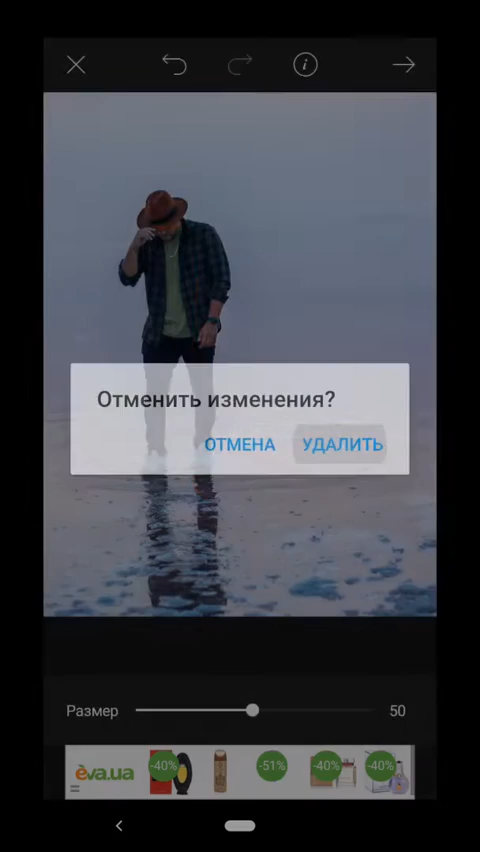 Отменить изменения?
ОТМЕНА УДАЛИТЬ
Размер 50
èva.ua -40% -51% -40% -40%